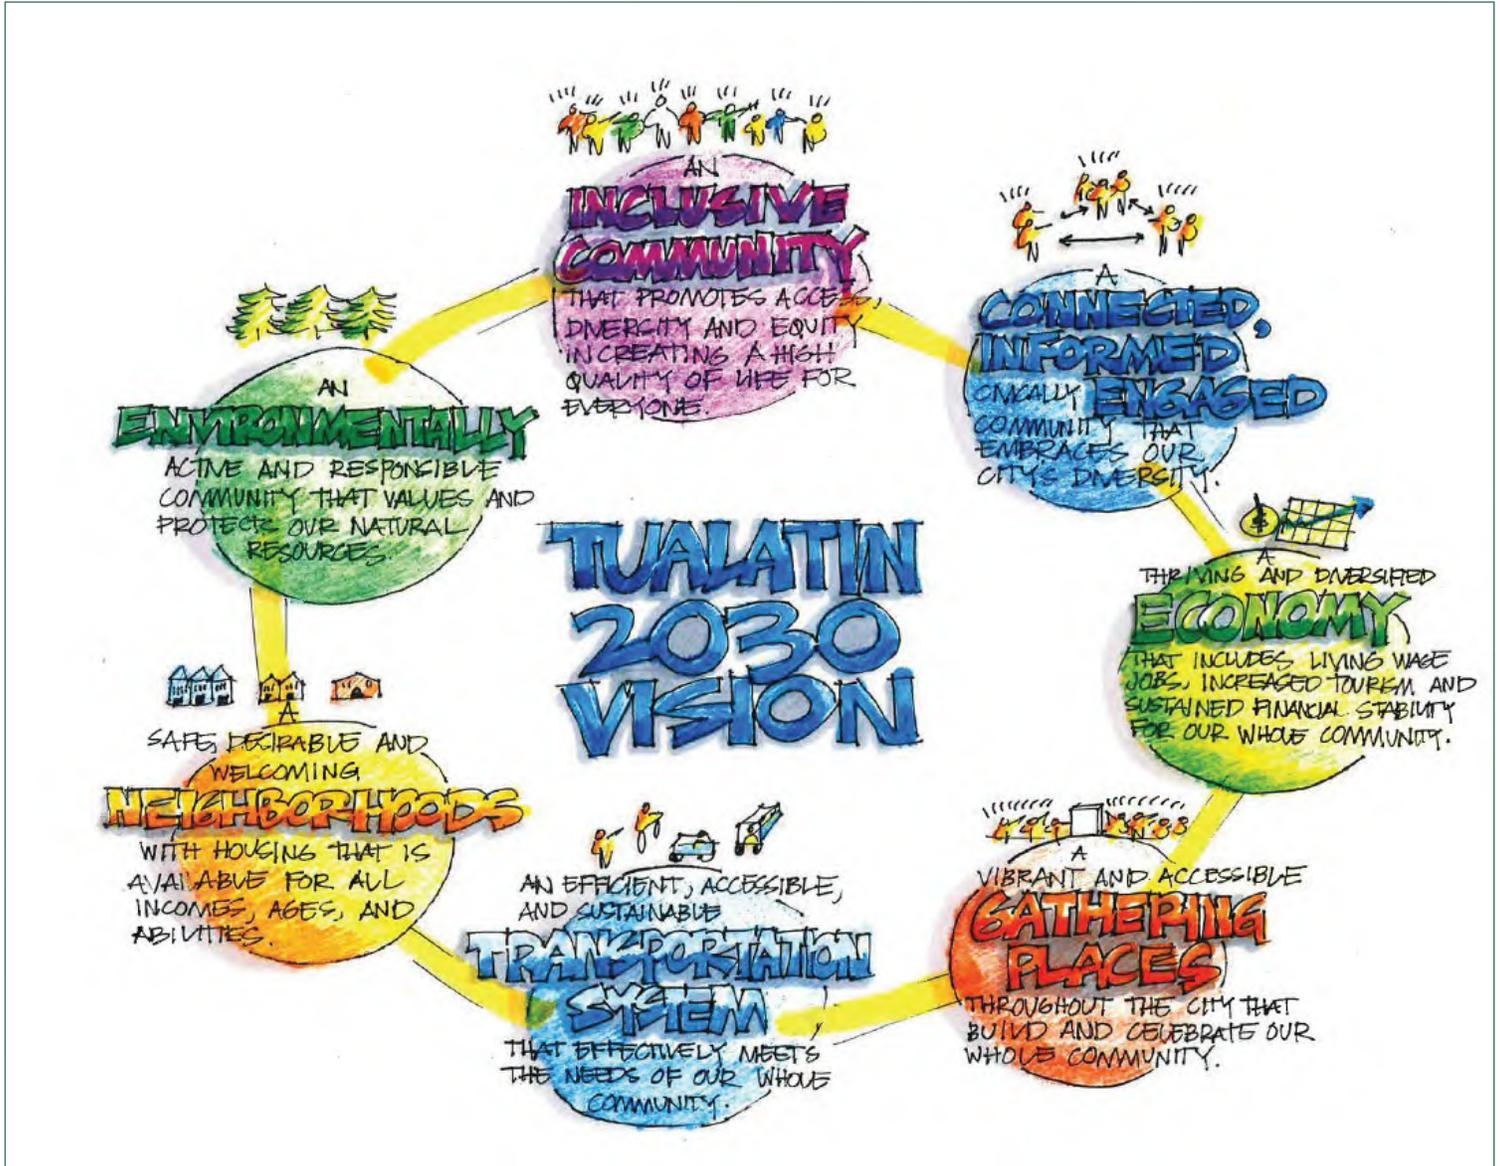 AN
INCLUSIVE
COMMUNITY
THAT PROMOTES ACCESS,
DIVERSITY AND EQUITY
IN CREATING A HIGH
QUALITY OF LIFE FOR
EVERYONE.
A
CONNECTED,
INFORMED
CIVICALLY ENGAGED
COMMUNITY THAT
EMBRACES OUR
CITY'S DIVERSITY.
$
A
THRIVING AND DIVERSIFIED
ECONOMY
THAT INCLUDES LIVING WAGE
JOBS, INCREASED TOURISM AND
SUSTAINED FINANCIAL STABILITY
FOR OUR WHOLE COMMUNITY.
A
VIBRANT AND ACCESSIBLE
GATHERING
PLACES
THROUGHOUT THE CITY THAT
BUILD AND CELEBRATE OUR
WHOLE COMMUNITY.
AN EFFICIENT, ACCESSIBLE,
AND SUSTAINABLE
TRANSPORTATION
SYSTEM
THAT EFFECTIVELY MEETS
THE NEEDS OF OUR WHOLE
COMMUNITY.
A
SAFE, DESIRABLE AND
WELCOMING
NEIGHBORHOODS
WITH HOUSING THAT IS
AVAILABLE FOR ALL
INCOMES, AGES, AND
ABILITIES.
AN
ENVIRONMENTALLY
ACTIVE AND RESPONSIBLE
COMMUNITY THAT VALUES AND
PROTECTS OUR NATURAL
RESOURCES.
TUALATIN
2030
VISION